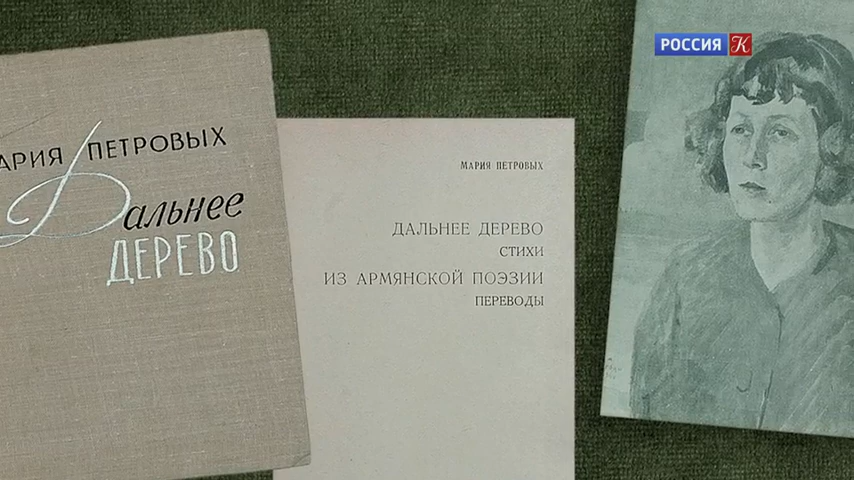 АРИЯ ПЕТРОВЫХ
Дальнее
ДЕРЕВО
МАРИЯ ПЕТРОВЫХ
ДАЛЬНЕЕ ДЕРЕВО
СТИХИ
ИЗ АРМЯНСКОЙ ПОЭЗИИ
ПЕРЕВОДЫ
РОССИЯ К